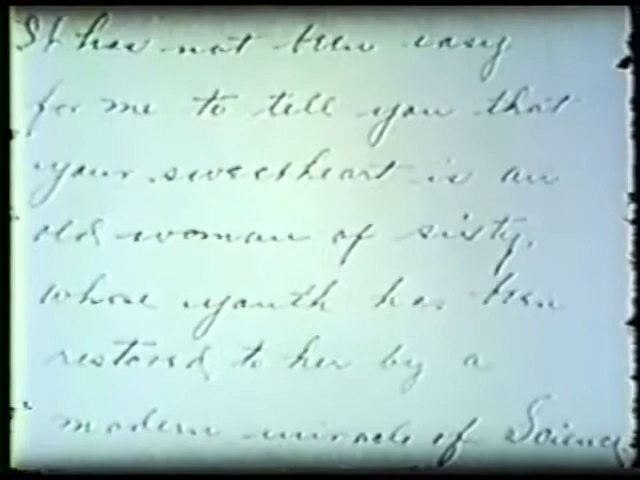 It has not been easy
for me to tell you that
your sweetheart is an
old woman of sixty,
whose youth has been
restored to her by a
modern miracle of Science